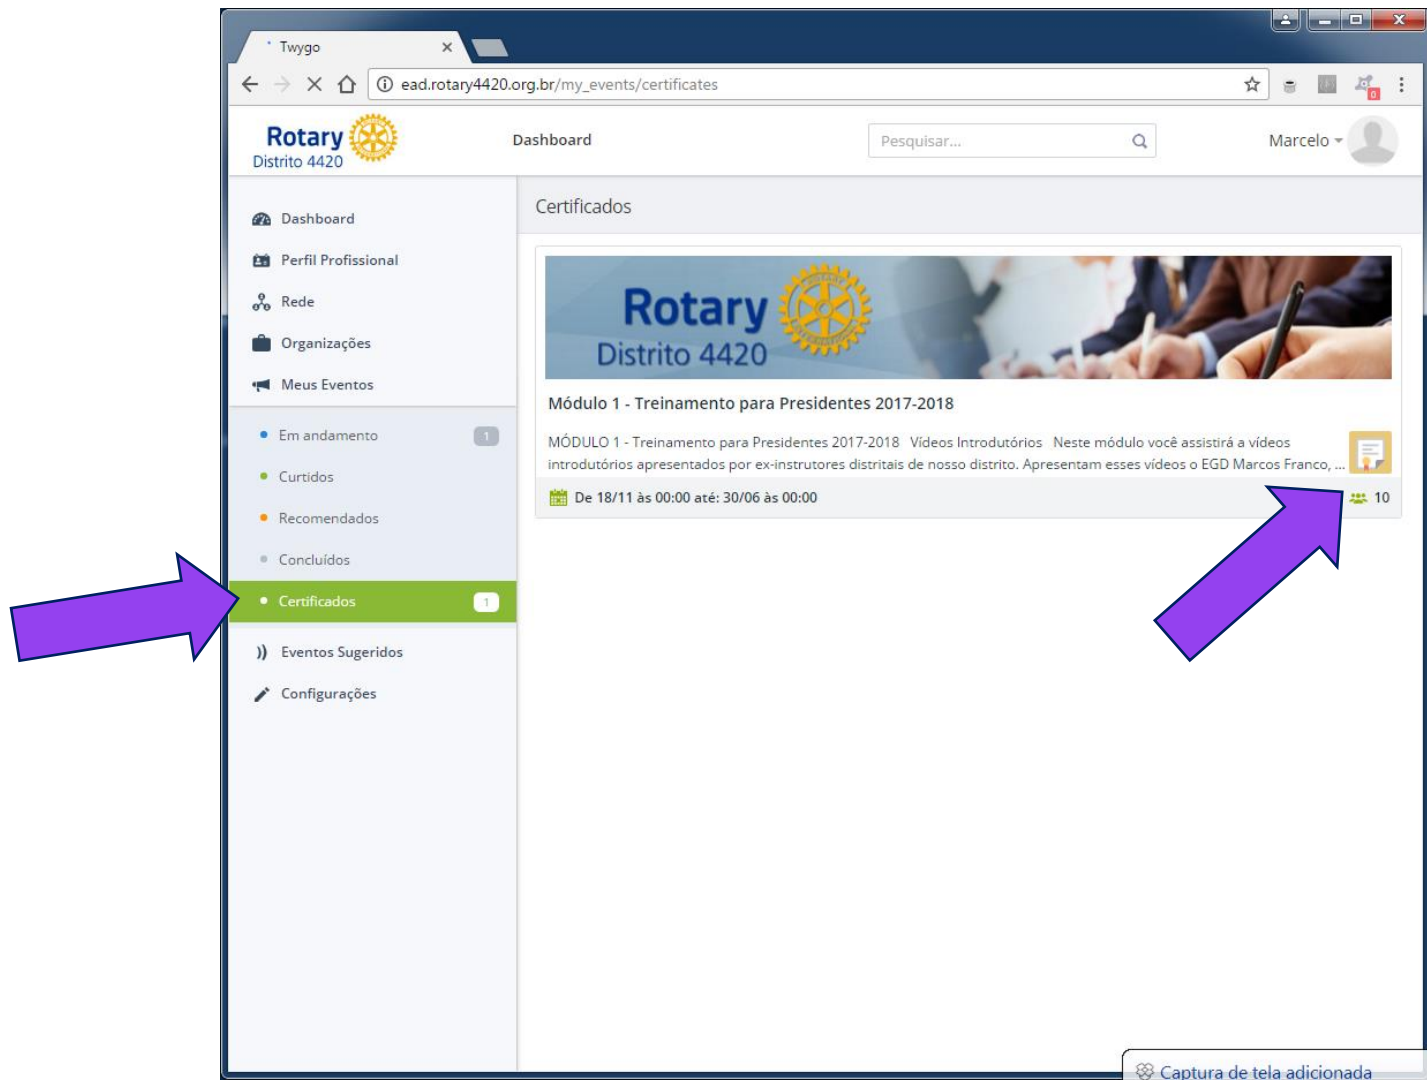 Twygo
ead.rotary4420.org.br/my_events/certificates
0
Rotary
Distrito 4420
Dashboard
Pesquisar...
Marcelo
Dashboard
Perfil Profissional
Rede
Organizações
Meus Eventos
Em andamento 1
Curtidos
Recomendados
Concluídos
Certificados 1
Eventos Sugeridos
Configurações
Certificados
Rotary
Distrito 4420
Módulo 1 - Treinamento para Presidentes 2017-2018
MÓDULO 1 - Treinamento para Presidentes 2017-2018 Vídeos Introdutórios Neste módulo você assistirá a vídeos
introdutórios apresentados por ex-instrutores distritais de nosso distrito. Apresentam esses vídeos o EGD Marcos Franco, ...
De 18/11 às 00:00 até: 30/06 às 00:00
10
Captura de tela adicionada